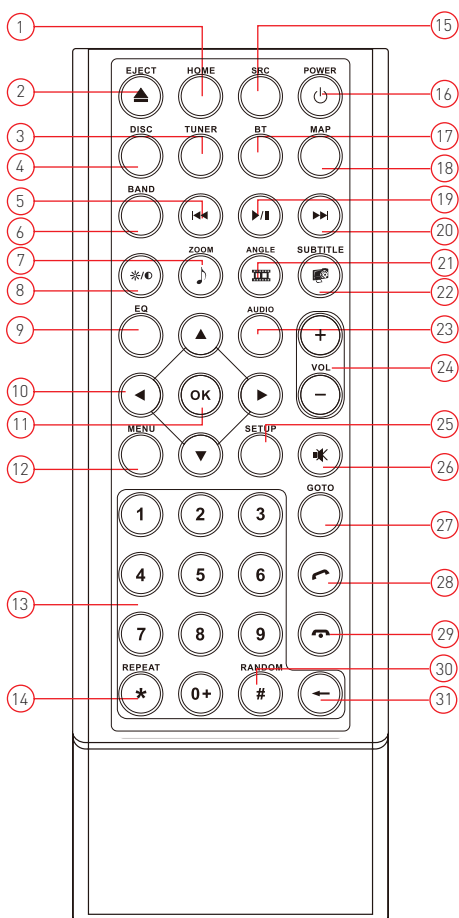 1 15
EJECT HOME SRC POWER
2 16
3 DISC TUNER BT MAP 17
4 18
BAND
5 19
6 20
ZOOM ANGLE SUBTITLE
7 21
8 22
EQ AUDIO
9 + 23
VOL 24
10 OK −
11 25
MENU SETUP
12 26
GOTO
1 2 3 27
4 5 6 28
13
7 8 9 29
REPEAT RANDOM 30
14 * 0+ # 31